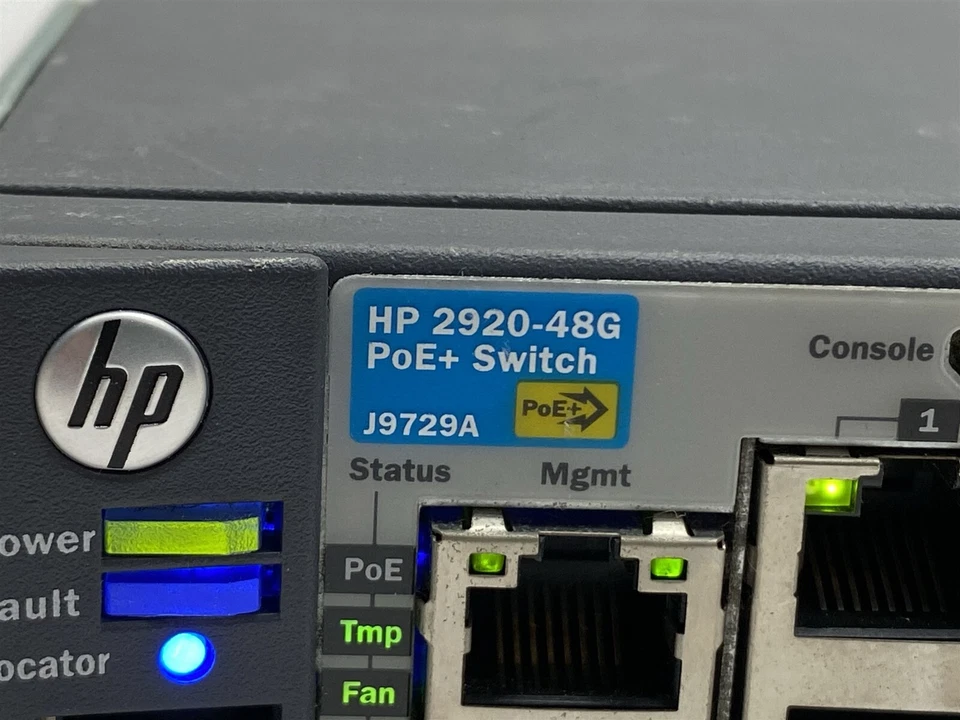 hp
HP 2920-48G
PoE+ Switch
PoE+
J9729A
Console
1
Status
Mgmt
ower
ault
ocator
PoE
Tmp
Fan